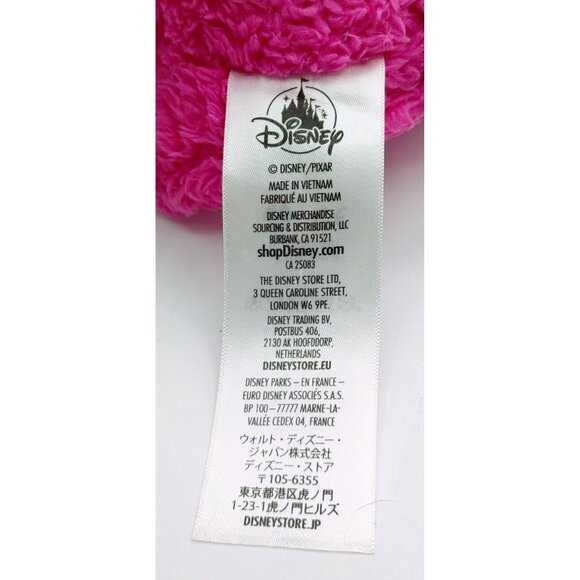 Disney
© DISNEY/PIXAR
MADE IN VIETNAM
FABRIQUÉ AU VIETNAM
DISNEY MERCHANDISE
SOURCING & DISTRIBUTION, LLC
BURBANK, CA 91521
shopDisney.com
CA 25083
THE DISNEY STORE LTD,
3 QUEEN CAROLINE STREET,
LONDON W6 9PE.
DISNEY TRADING BV,
POSTBUS 406,
2130 AK HOOFDDORP,
NETHERLANDS
DISNEYSTORE.EU
DISNEY PARKS – EN FRANCE –
EURO DISNEY ASSOCIÉS S.A.S.
BP 100 – 77777 MARNE-LA-
VALLÉE CEDEX 04, FRANCE
ウォルト・ディズニー・
ジャパン株式会社
ディズニー・ストア
〒105-6355
東京都港区虎ノ門
1-23-1虎ノ門ヒルズ
DISNEYSTORE.JP